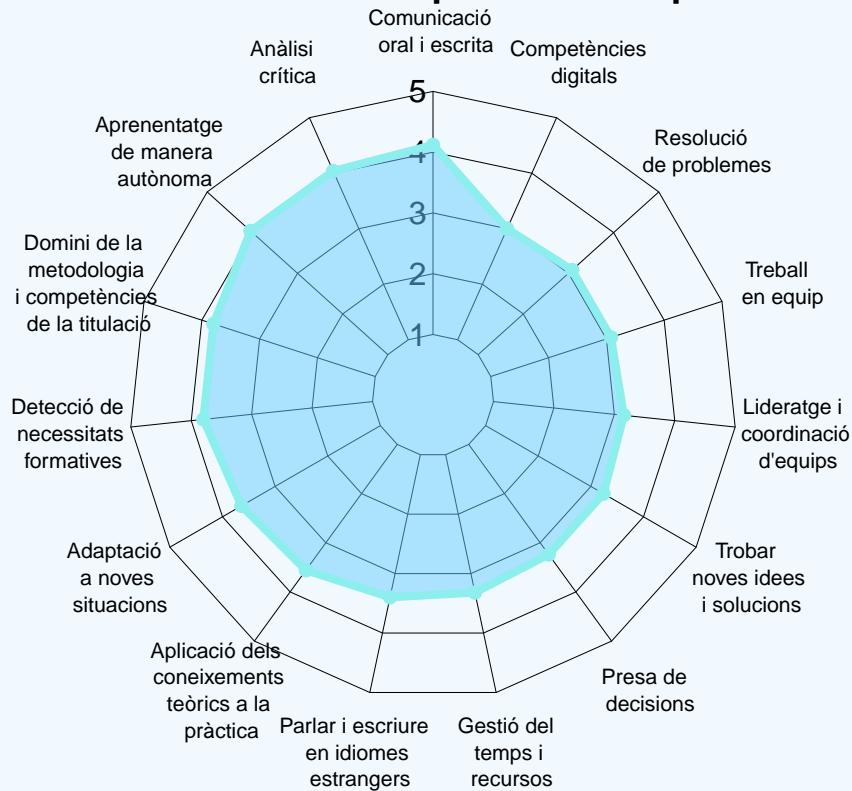 Comunicació
oral i escrita
Competències
digitals
Resolució
de problemes
Treball
en equip
Lideratge i
coordinació
d'equips
Trobar
noves idees
i solucions
Presa de
decisions
Gestió del
temps i
recursos
Parlar i escriure
en idiomes
estrangers
Aplicació dels
coneixements
teòrics a la
pràctica
Adaptació
a noves
situacions
Detecció de
necessitats
formatives
Domini de la
metodologia
i competències
de la titulació
Aprenentatge
de manera
autònoma
Anàlisi
crítica
5
4
3
2
1